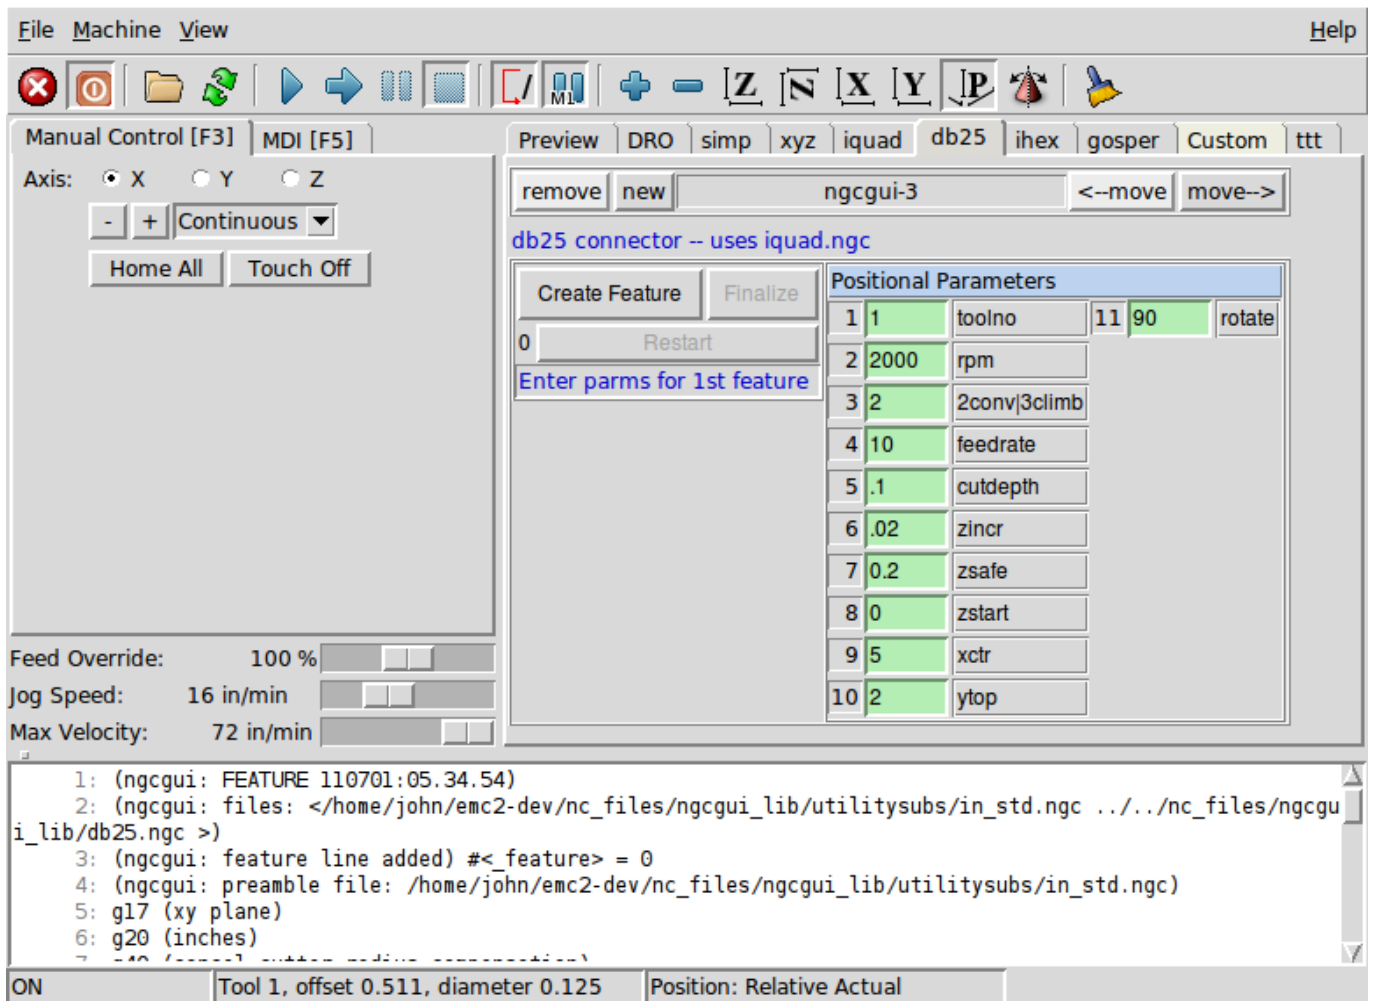 File Machine View Help
M1 Z N X Y P
Manual Control [F3] MDI [F5]
Preview DRO simp xyz iquad db25 ihex gosper Custom ttt
Axis: X Y Z
- + Continuous
Home All Touch Off
remove new ngcgui-3 <--move move-->
db25 connector -- uses iquad.ngc
Create Feature Finalize
0 Restart
Enter parms for 1st feature
Positional Parameters
1 1 toolno 11 90 rotate
2 2000 rpm
3 2 2conv|3climb
4 10 feedrate
5 .1 cutdepth
6 .02 zincr
7 0.2 zsafe
8 0 zstart
9 5 xctr
10 2 ytop
Feed Override: 100 %
Jog Speed: 16 in/min
Max Velocity: 72 in/min
1: (ngcgui: FEATURE 110701:05.34.54)
2: (ngcgui: files: </home/john/emc2-dev/nc_files/ngcgui_lib/utilitysubs/in_std.ngc ../../nc_files/ngcgu
i_lib/db25.ngc >)
3: (ngcgui: feature line added) #<_feature> = 0
4: (ngcgui: preamble file: /home/john/emc2-dev/nc_files/ngcgui_lib/utilitysubs/in_std.ngc)
5: g17 (xy plane)
6: g20 (inches)
7: g40 (cancel cutter radius compensation)
ON Tool 1, offset 0.511, diameter 0.125 Position: Relative Actual